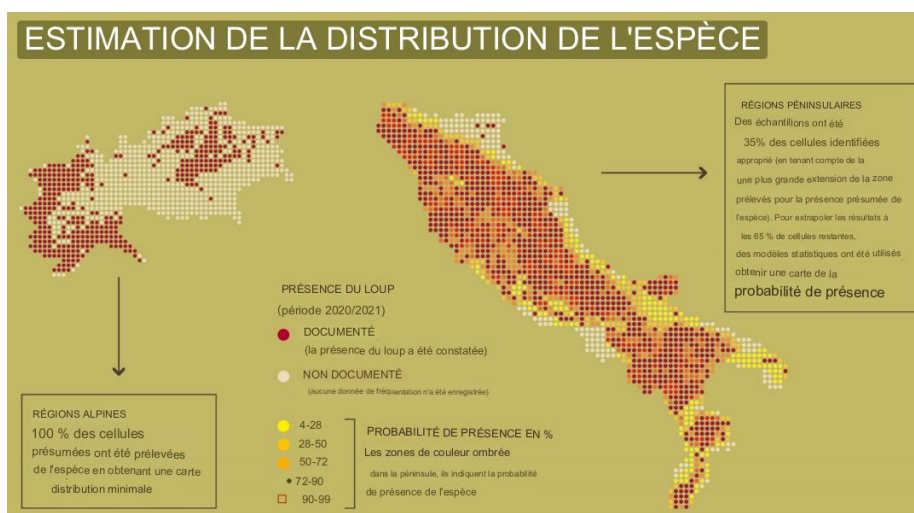 ESTIMATION DE LA DISTRIBUTION DE L'ESPÈCE
RÉGIONS PÉNINSULAIRES
Des échantillons ont été
35% des cellules identifiées
approprié (en tenant compte de la
une plus grande extension de la zone
prélevés pour la présence présumée de
l'espèce). Pour extrapoler les résultats à
les 65 % de cellules restantes,
des modèles statistiques ont été utilisés
obtenir une carte de la
probabilité de présence
PRÉSENCE DU LOUP
(période 2020/2021)
DOCUMENTÉ
(la présence du loup a été constatée)
NON DOCUMENTÉ
(aucune donnée de fréquentation n'a été enregistrée)
RÉGIONS ALPINES
100 % des cellules
présumées ont été prélevées
de l'espèce en obtenant une carte
distribution minimale
4-28
28-50
50-72
72-90
90-99
PROBABILITÉ DE PRÉSENCE EN %
Les zones de couleur ombrée
dans la péninsule, ils indiquent la probabilité
de présence de l'espèce